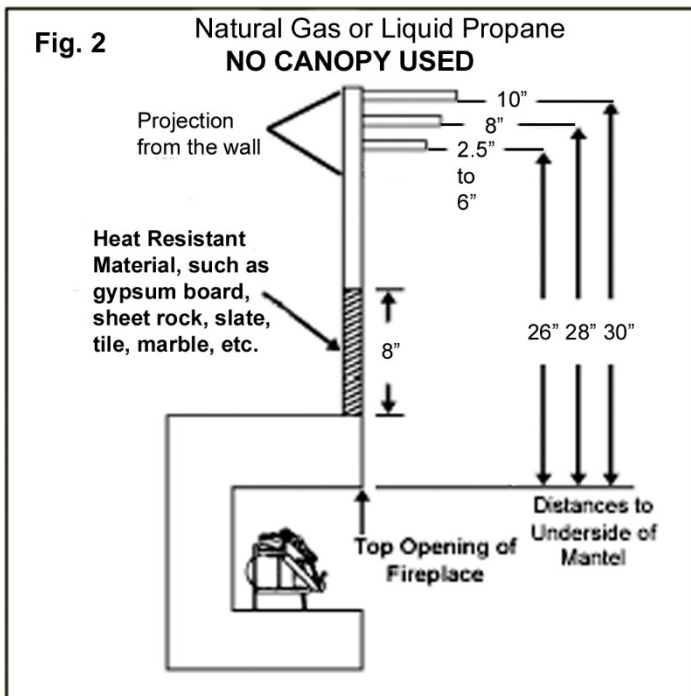 Fig. 2
Natural Gas or Liquid Propane
NO CANOPY USED
Projection
from the wall
10”
8”
2.5”
to
6”
Heat Resistant
Material, such as
gypsum board,
sheet rock, slate,
tile, marble, etc.
8”
26” 28” 30”
Top Opening of
Fireplace
Distances to
Underside of
Mantel